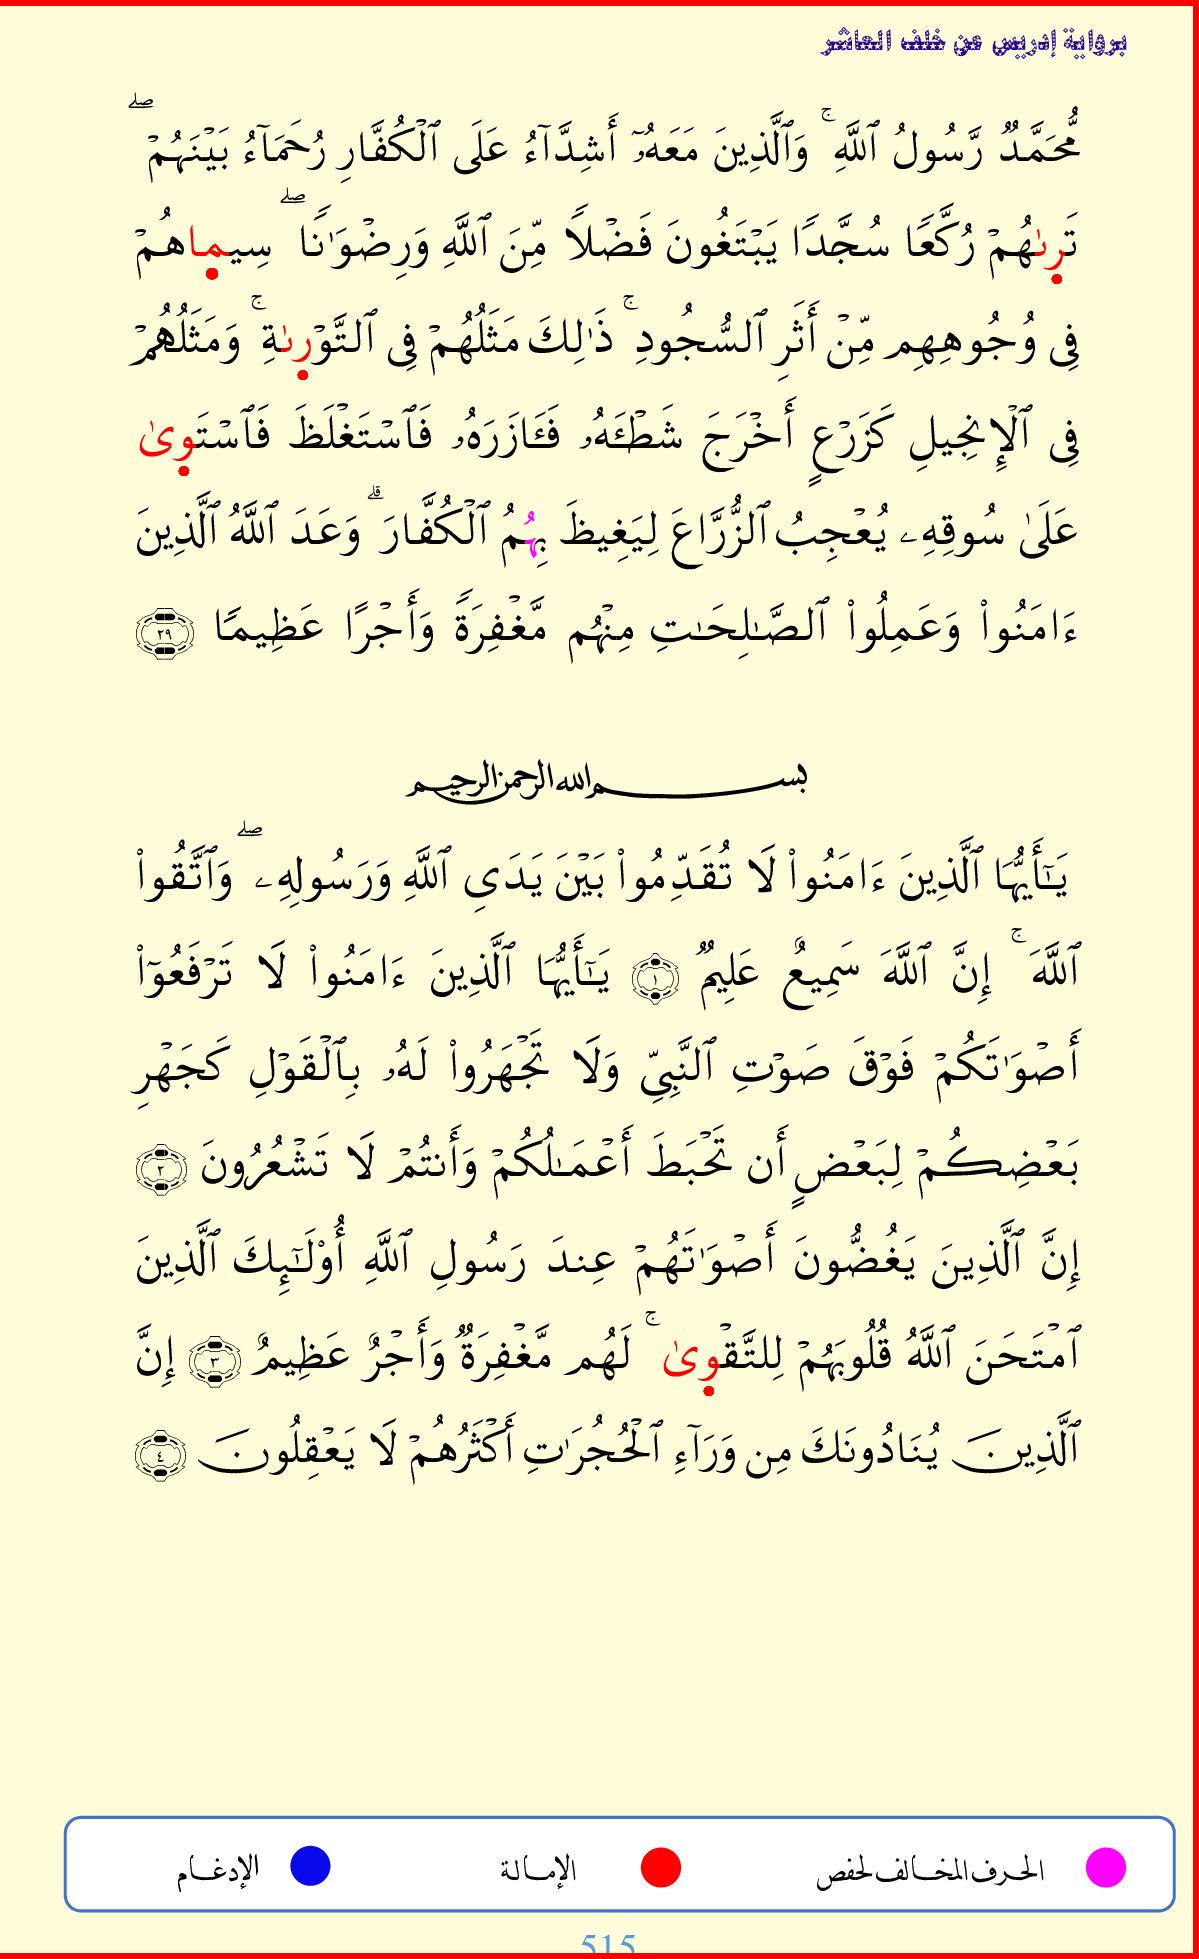 برواية إدريس عن خلف العاشر
مُّحَمَّدٌ رَّسُولُ ٱللَّهِ ۚ وَٱلَّذِينَ مَعَهُۥٓ أَشِدَّآءُ عَلَى ٱلْكُفَّارِ رُحَمَآءُ بَيْنَهُمْ ۖ
تَرِىٰهُمْ رُكَّعًا سُجَّدًا يَبْتَغُونَ فَضْلًا مِّنَ ٱللَّهِ وَرِضْوَٰنًا ۖ سِيمِاهُمْ
فِى وُجُوهِهِم مِّنْ أَثَرِ ٱلسُّجُودِ ۚ ذَٰلِكَ مَثَلُهُمْ فِى ٱلتَّوْرِىٰةِ ۚ وَمَثَلُهُمْ
فِى ٱلْإِنجِيلِ كَزَرْعٍ أَخْرَجَ شَطْـَٔهُۥ فَـَٔازَرَهُۥ فَٱسْتَغْلَظَ فَٱسْتَوِىٰ
عَلَىٰ سُوقِهِۦ يُعْجِبُ ٱلزُّرَّاعَ لِيَغِيظَ بِهُمُ ٱلْكُفَّارَ ۗ وَعَدَ ٱللَّهُ ٱلَّذِينَ
ءَامَنُوا۟ وَعَمِلُوا۟ ٱلصَّـٰلِحَـٰتِ مِنْهُم مَّغْفِرَةً وَأَجْرًا عَظِيمًا ٢٩
بسم الله الرحمن الرحيم
يَـٰٓأَيُّهَا ٱلَّذِينَ ءَامَنُوا۟ لَا تُقَدِّمُوا۟ بَيْنَ يَدَىِ ٱللَّهِ وَرَسُولِهِۦ ۖ وَٱتَّقُوا۟
ٱللَّهَ ۚ إِنَّ ٱللَّهَ سَمِيعٌ عَلِيمٌ ١ يَـٰٓأَيُّهَا ٱلَّذِينَ ءَامَنُوا۟ لَا تَرْفَعُوٓا۟
أَصْوَٰتَكُمْ فَوْقَ صَوْتِ ٱلنَّبِىِّ وَلَا تَجْهَرُوا۟ لَهُۥ بِٱلْقَوْلِ كَجَهْرِ
بَعْضِكُمْ لِبَعْضٍ أَن تَحْبَطَ أَعْمَـٰلُكُمْ وَأَنتُمْ لَا تَشْعُرُونَ ٢
إِنَّ ٱلَّذِينَ يَغُضُّونَ أَصْوَٰتَهُمْ عِندَ رَسُولِ ٱللَّهِ أُو۟لَـٰٓئِكَ ٱلَّذِينَ
ٱمْتَحَنَ ٱللَّهُ قُلُوبَهُمْ لِلتَّقْوِىٰ ۚ لَهُم مَّغْفِرَةٌ وَأَجْرٌ عَظِيمٌ ٣ إِنَّ
ٱلَّذِينَ يُنَادُونَكَ مِن وَرَآءِ ٱلْحُجُرَٰتِ أَكْثَرُهُمْ لَا يَعْقِلُونَ ٤
الحرف المخالف لحفص الإمالة الإدغام
515